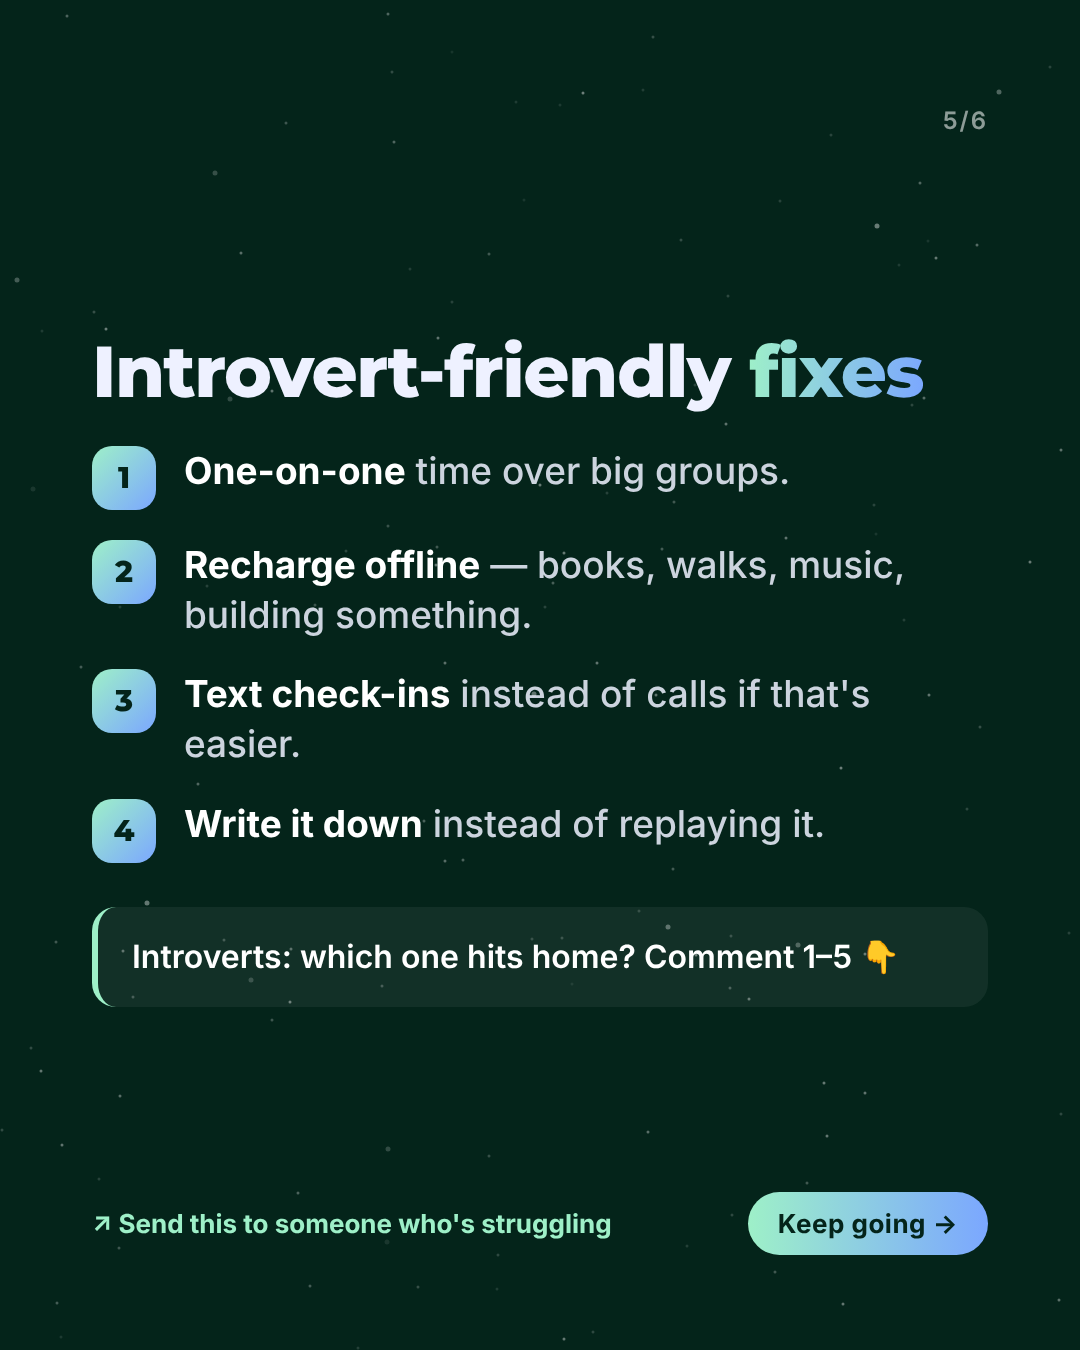 5/6
Introvert-friendly fixes
1 One-on-one time over big groups.
2 Recharge offline — books, walks, music,
building something.
3 Text check-ins instead of calls if that's
easier.
4 Write it down instead of replaying it.
Introverts: which one hits home? Comment 1–5 👇
↗ Send this to someone who's struggling
Keep going →